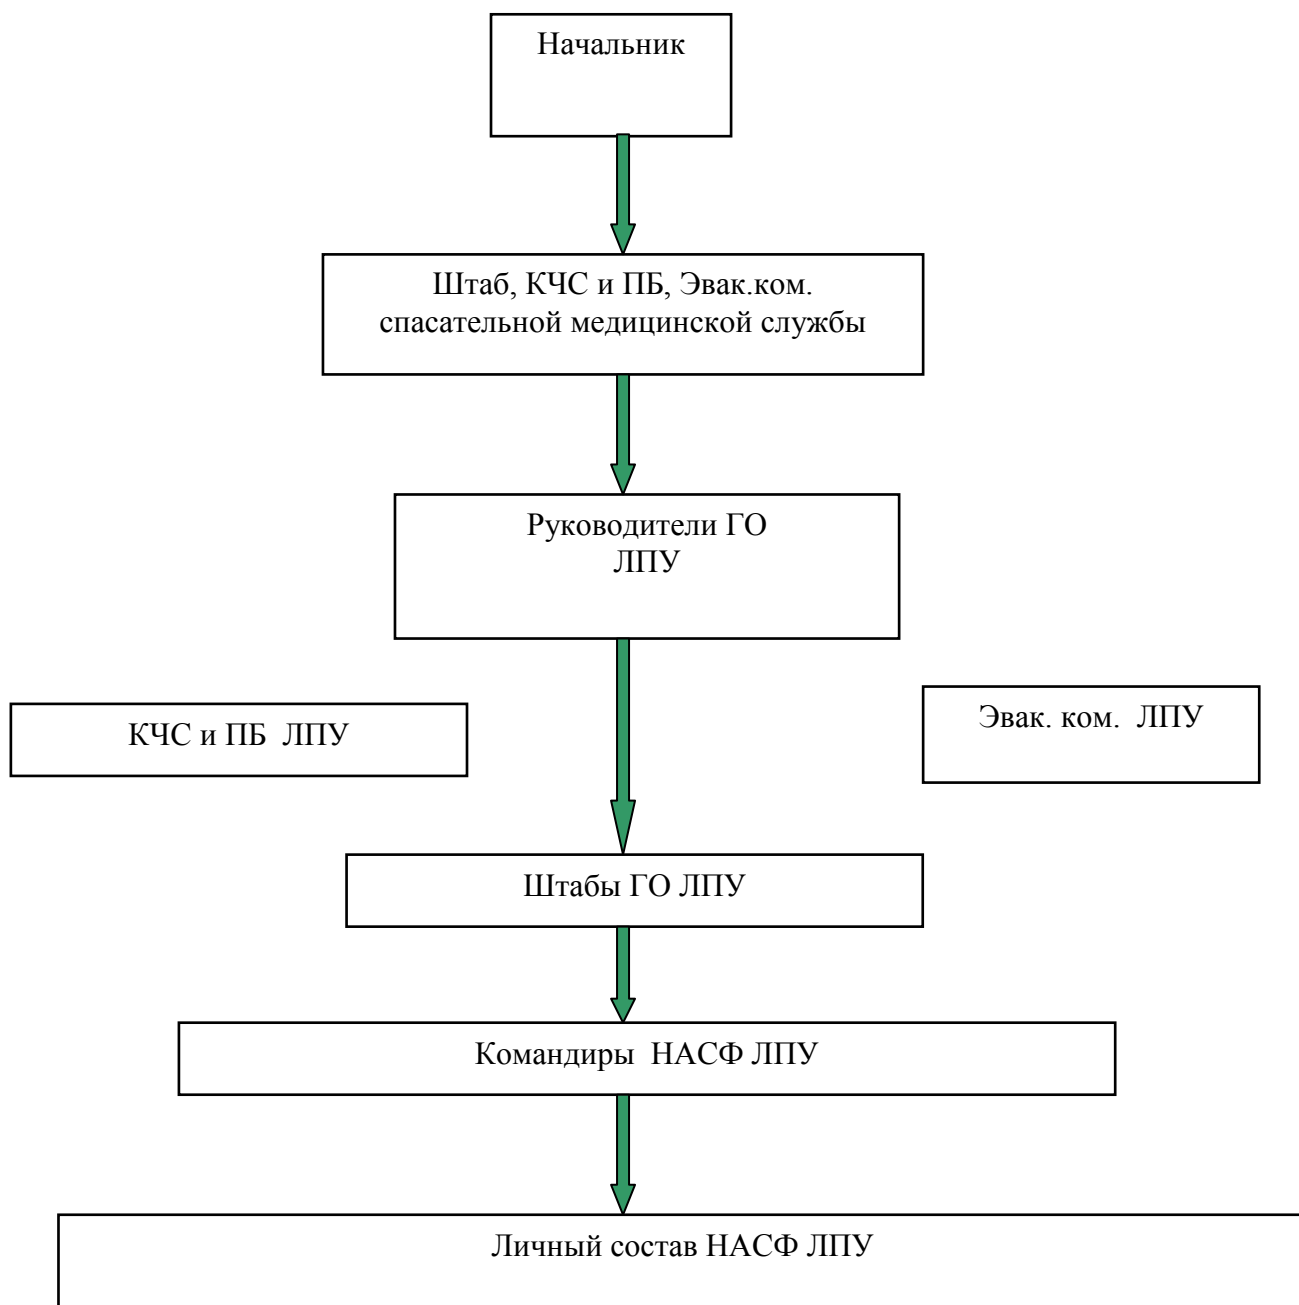 Начальник
Штаб, КЧС и ПБ, Эвак.ком.
спасательной медицинской службы
Руководители ГО
ЛПУ
КЧС и ПБ  ЛПУ
Эвак. ком.  ЛПУ
Штабы ГО ЛПУ
Командиры  НАСФ ЛПУ
Личный состав НАСФ ЛПУ